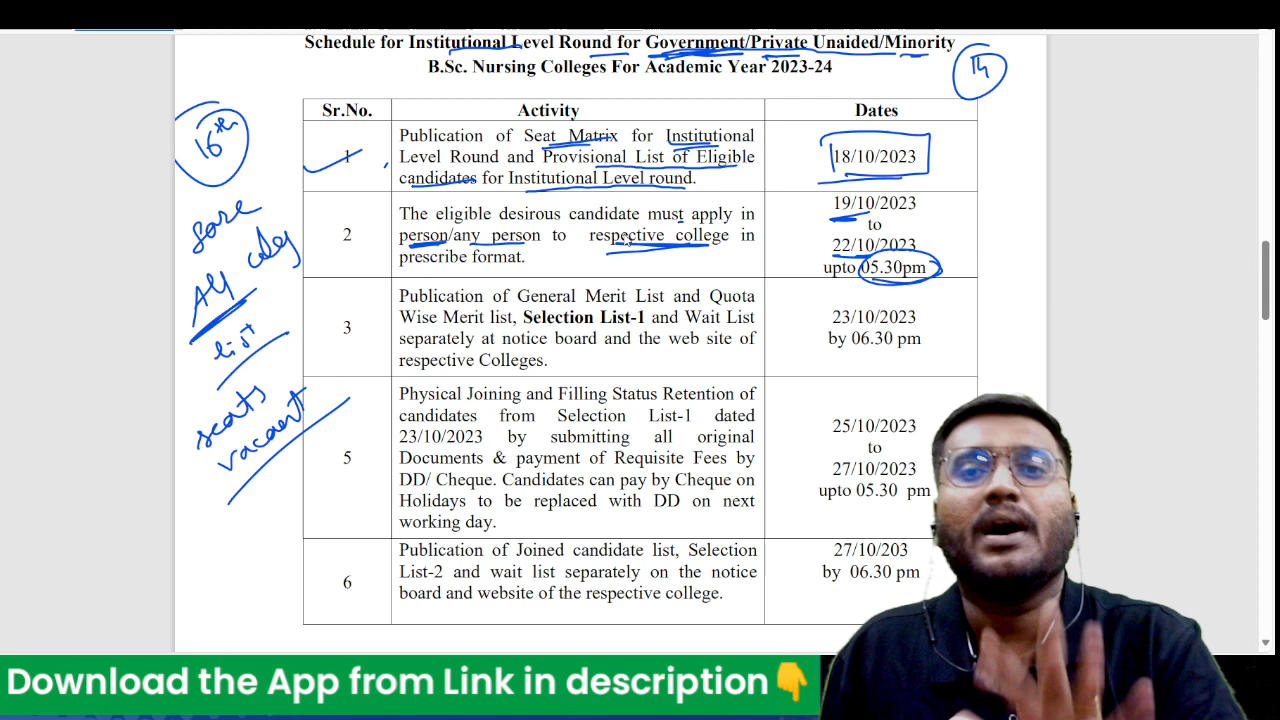 Schedule for Institutional Level Round for Government/Private Unaided/Minority
B.Sc. Nursing Colleges For Academic Year 2023-24
Sr.No.
Activity
Dates
1
Publication of Seat Matrix for Institutional
Level Round and Provisional List of Eligible
candidates for Institutional Level round.
18/10/2023
2
The eligible desirous candidate must apply in
person/any person to respective college in
prescribe format.
19/10/2023
to
22/10/2023
upto 05.30pm
3
Publication of General Merit List and Quota
Wise Merit list, Selection List-1 and Wait List
separately at notice board and the web site of
respective Colleges.
23/10/2023
by 06.30 pm
5
Physical Joining and Filling Status Retention of
candidates from Selection List-1 dated
23/10/2023 by submitting all original
Documents & payment of Requisite Fees by
DD/ Cheque. Candidates can pay by Cheque on
Holidays to be replaced with DD on next
working day.
25/10/2023
to
27/10/2023
upto 05.30 pm
6
Publication of Joined candidate list, Selection
List-2 and wait list separately on the notice
board and website of the respective college.
27/10/203
by 06.30 pm
16th
sare
clg
list
seats
vacant
Download the App from Link in description👇